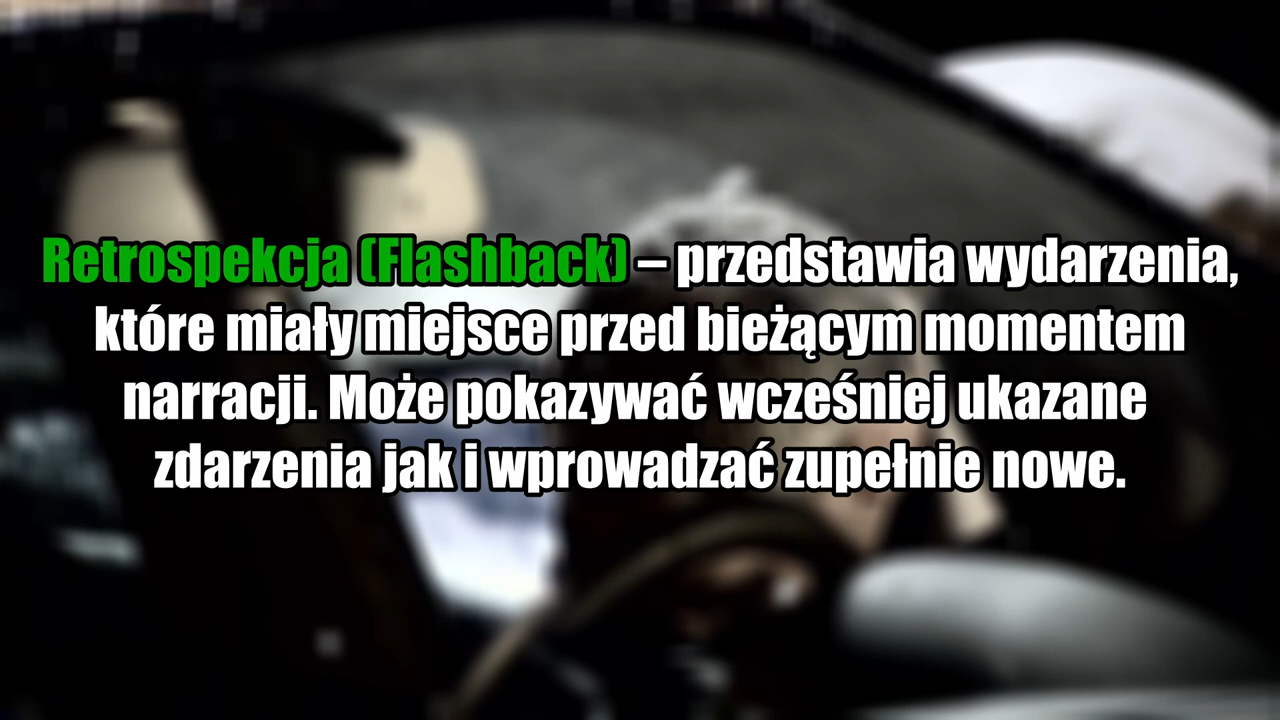 Retrospekcja (Flashback) – przedstawia wydarzenia,
które miały miejsce przed bieżącym momentem
narracji. Może pokazywać wcześniej ukazane
zdarzenia jak i wprowadzać zupełnie nowe.